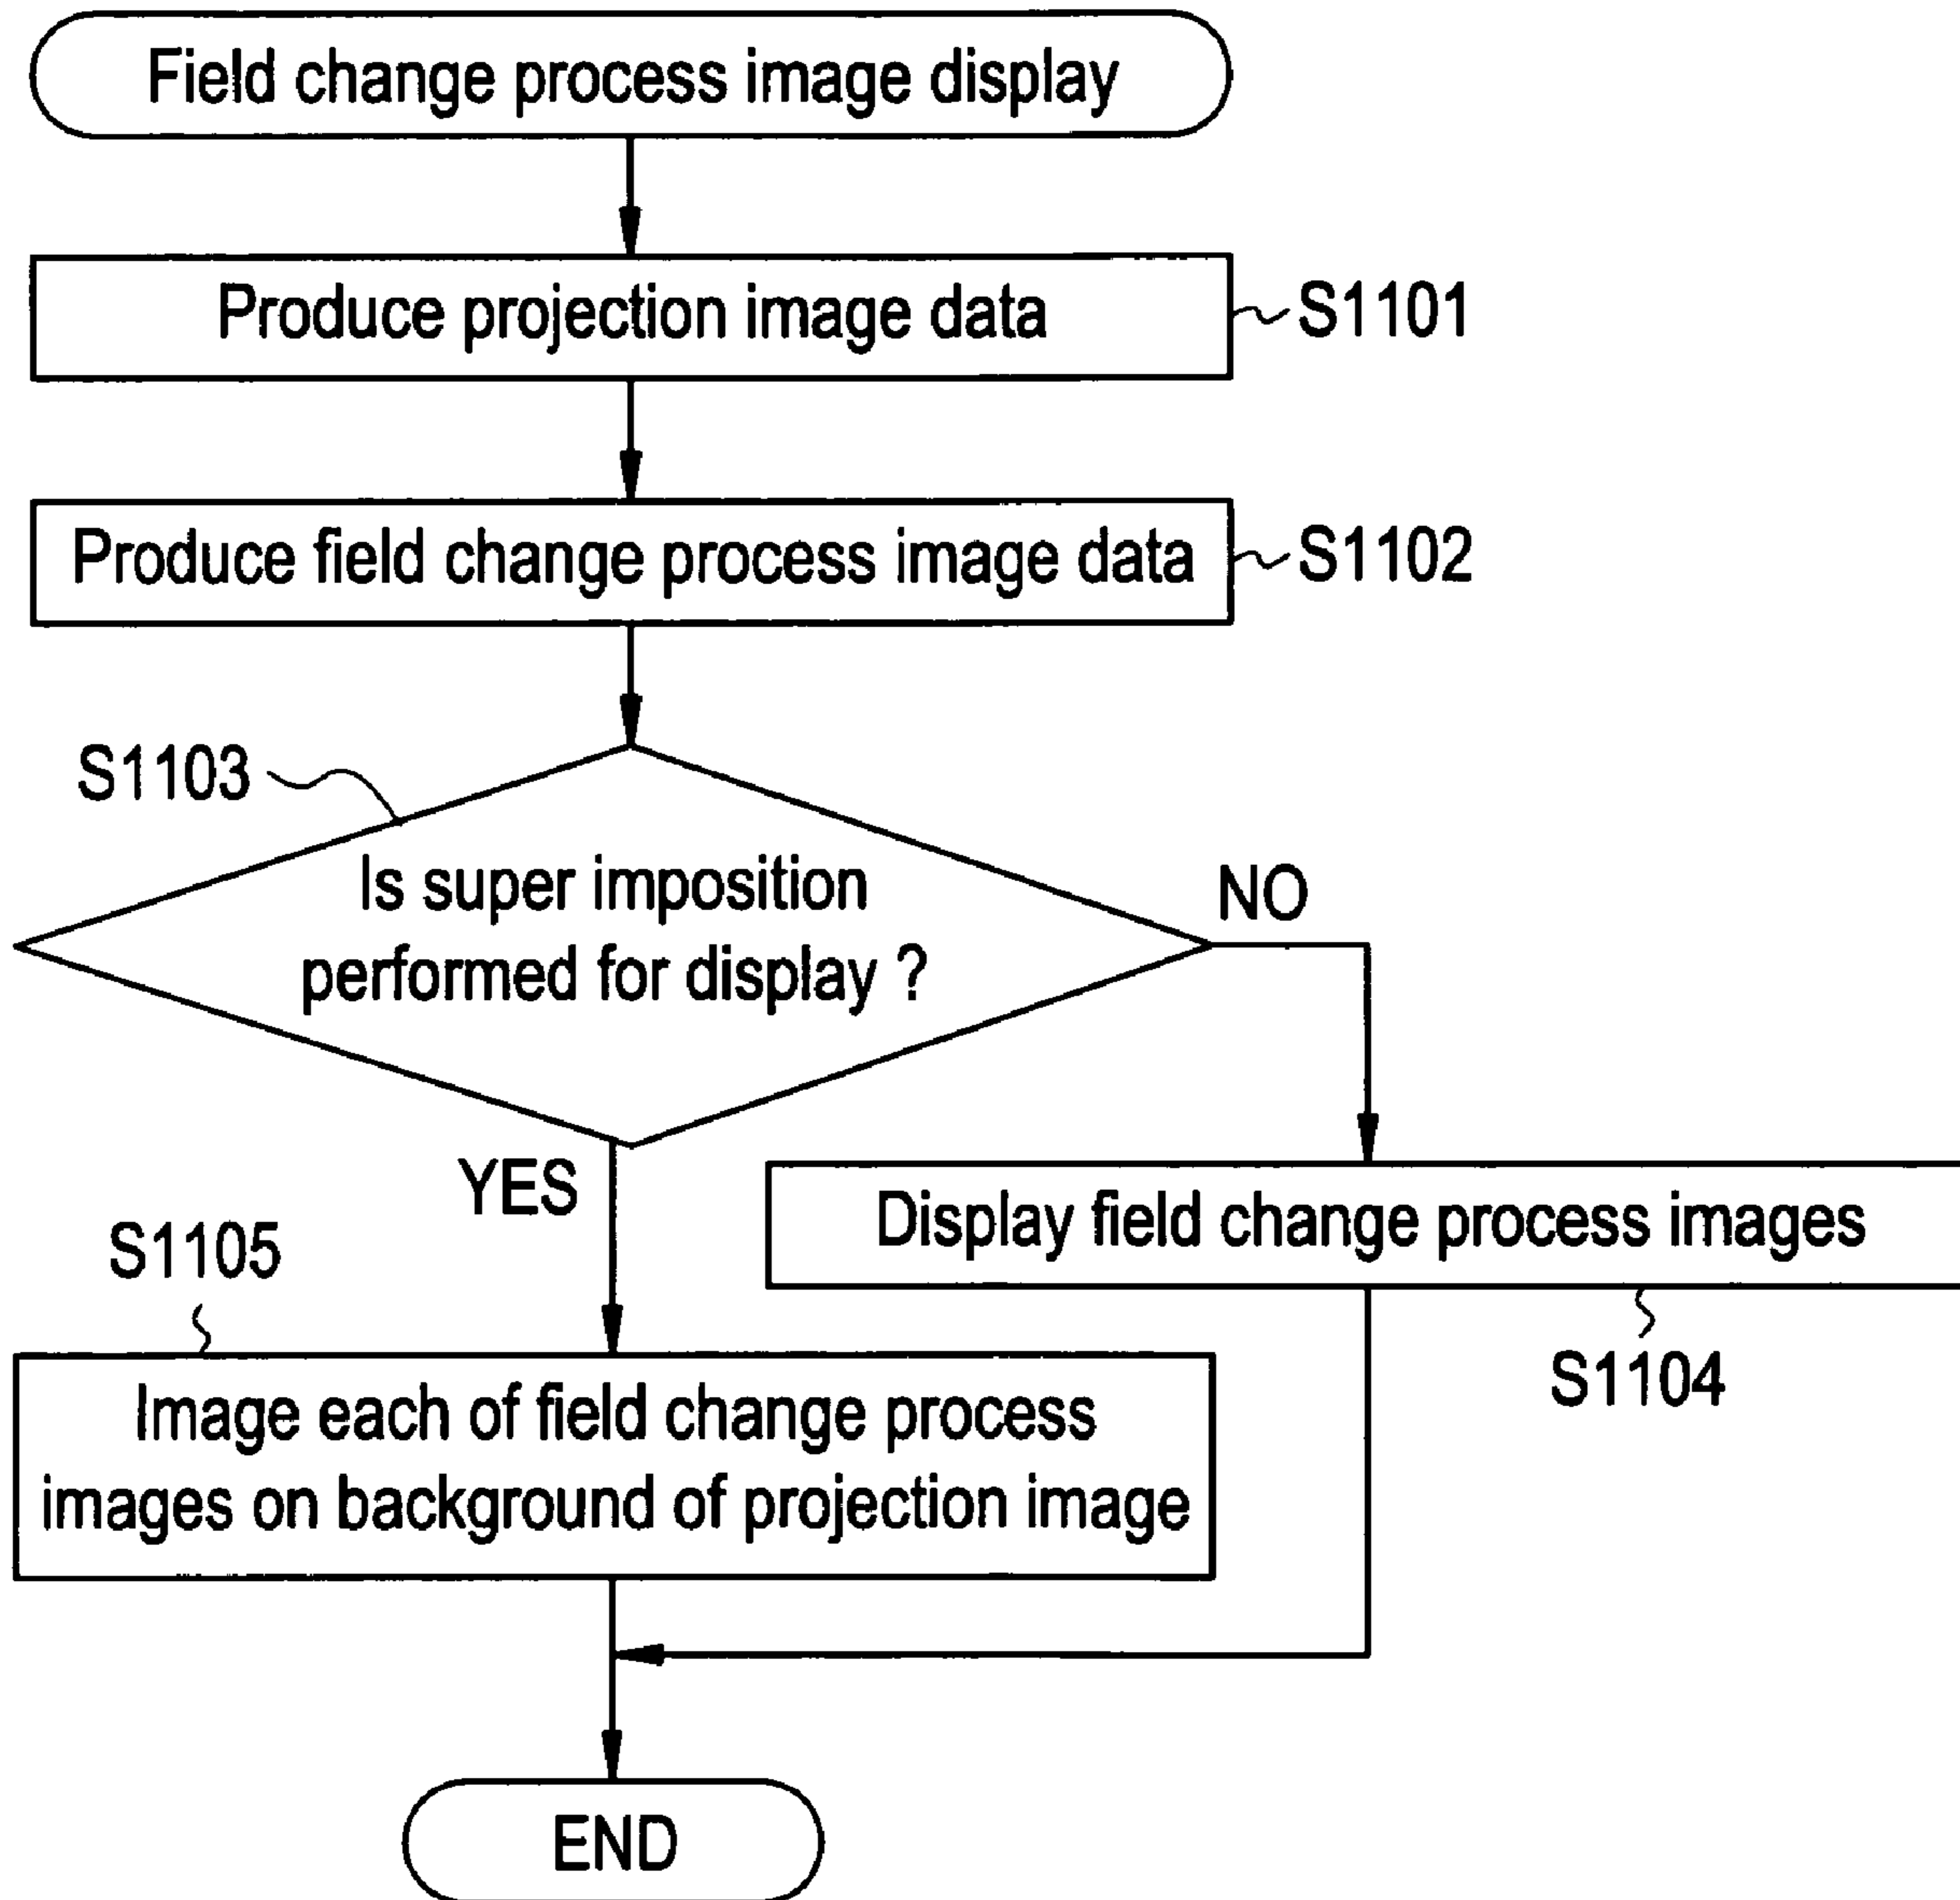 Field change process image display
Produce projection image data
S1101
Produce field change process image data
S1102
S1103
Is super imposition
performed for display ?
NO
YES
Display field change process images
S1104
S1105
Image each of field change process
images on background of projection image
END